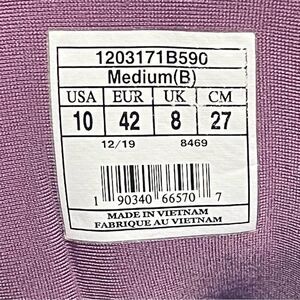 1203171B590
Medium(B)
USA EUR UK CM
10 42 8 27
12/19 8469
1 90340 66570 7
MADE IN VIETNAM
FABRIQUE AU VIETNAM